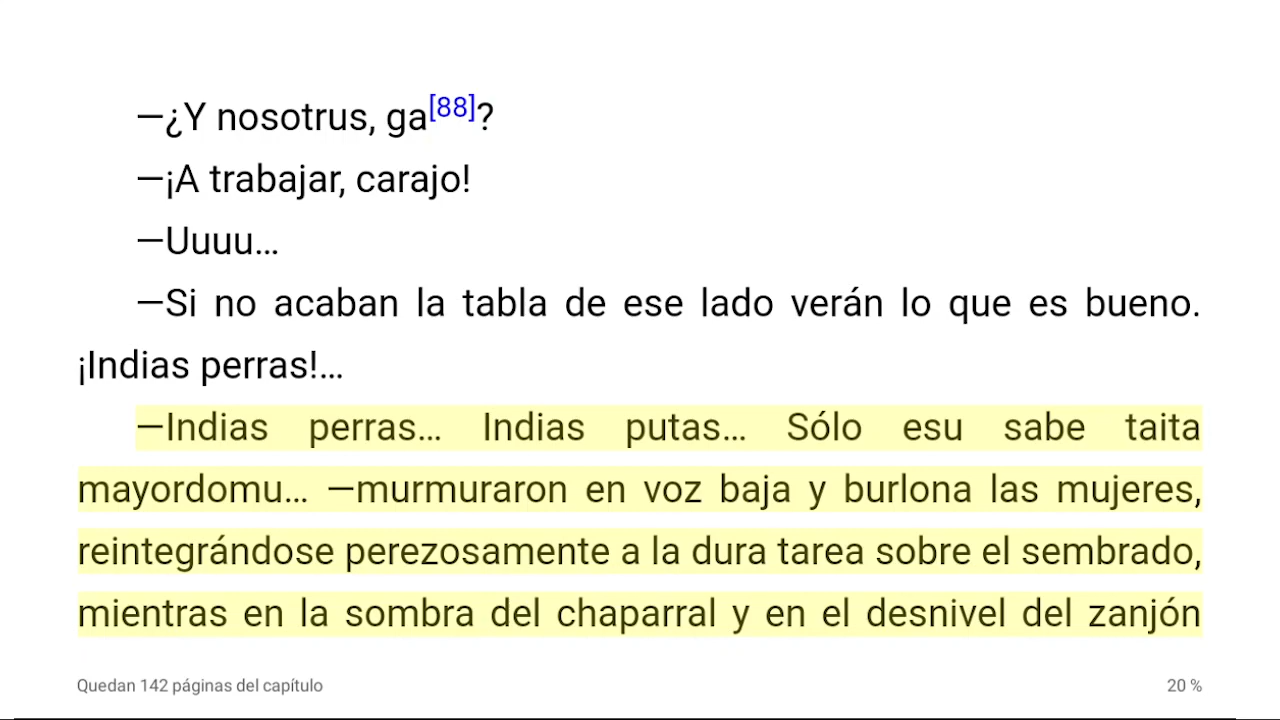 —¿Y nosotrus, ga[88]?
—¡A trabajar, carajo!
—Uuuu…
—Si no acaban la tabla de ese lado verán lo que es bueno.
¡Indias perras!…
—Indias perras… Indias putas… Sólo esu sabe taita
mayordomu… —murmuraron en voz baja y burlona las mujeres,
reintegrándose perezosamente a la dura tarea sobre el sembrado,
mientras en la sombra del chaparral y en el desnivel del zanjón
Quedan 142 páginas del capítulo 20 %